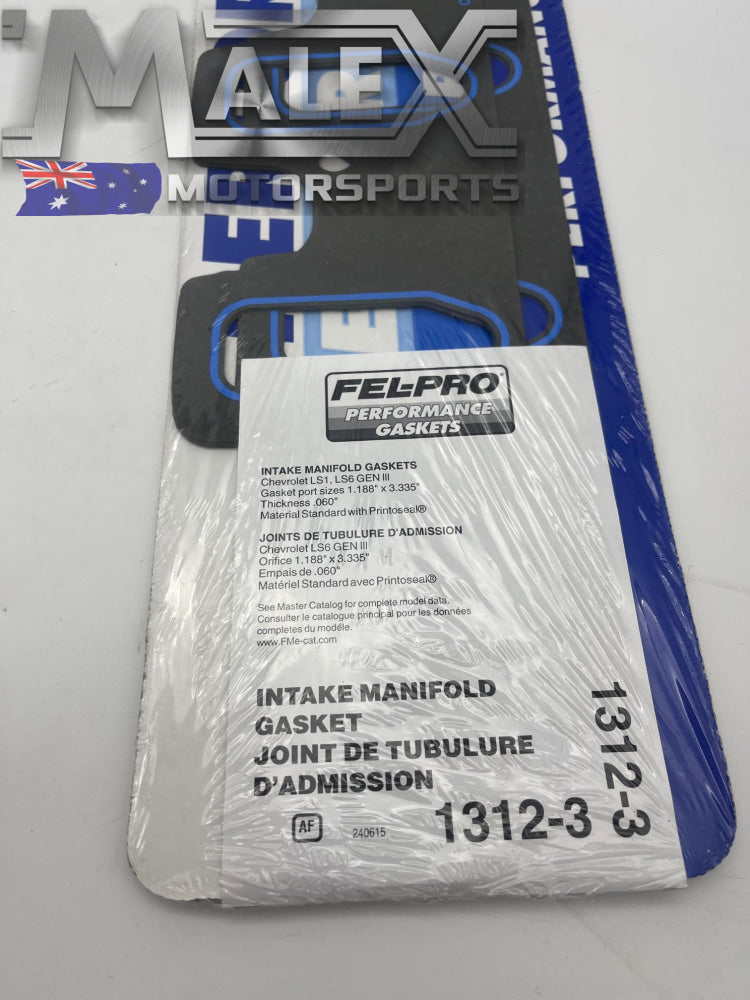 MALEX
MOTORSPORTS
PERFORMANC
FEL-PRO®
PERFORMANCE
GASKETS
INTAKE MANIFOLD GASKETS
Chevrolet LS1, LS6 GEN III
Gasket port sizes 1.188" x 3.335"
Thickness .060"
Material Standard with Printoseal®
JOINTS DE TUBULURE D'ADMISSION
Chevrolet LS6 GEN III
Orifice 1.188" x 3.335"
Empais de .060"
Matériel Standard avec Printoseal®
See Master Catalog for complete model data.
Consulter le catalogue principal pour les données
completes du modéle.
www.FMe-cat.com
INTAKE MANIFOLD
GASKET
JOINT DE TUBULURE
D'ADMISSION
1312-3
AF
240615
1312-3